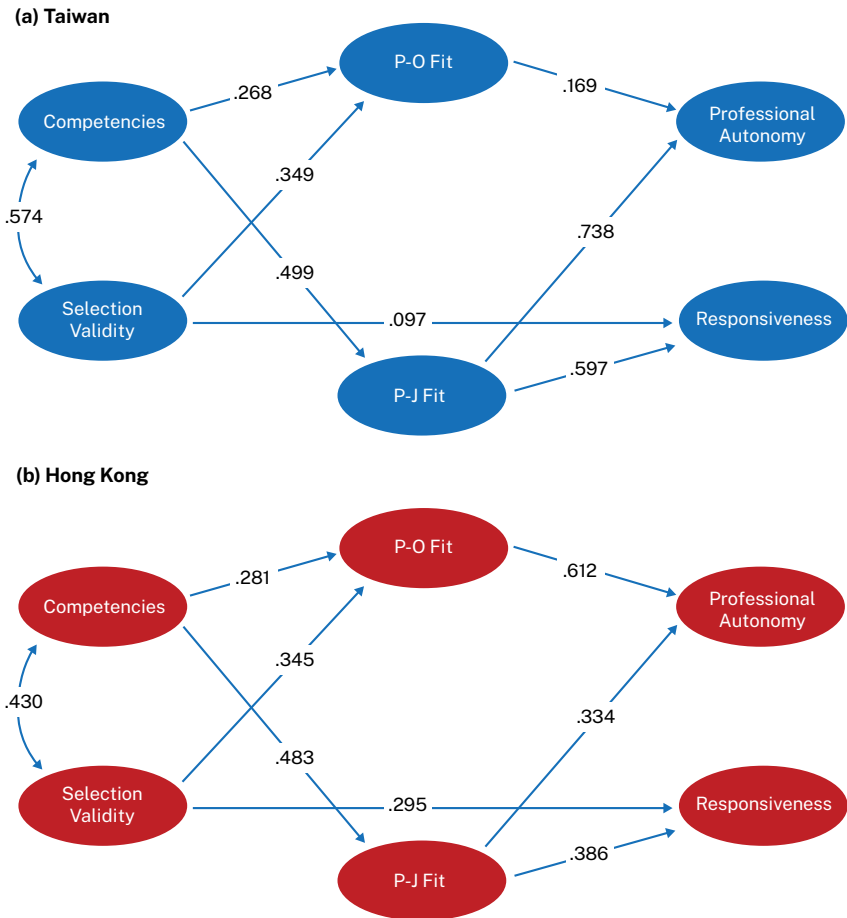 (a) Taiwan
P-O Fit
.268
.169
Competencies
Professional
Autonomy
.349
.574
.738
.499
Selection
Validity
.097
Responsiveness
.597
P-J Fit
(b) Hong Kong
P-O Fit
.281
.612
Competencies
Professional
Autonomy
.345
.430
.334
.483
Selection
Validity
.295
Responsiveness
.386
P-J Fit